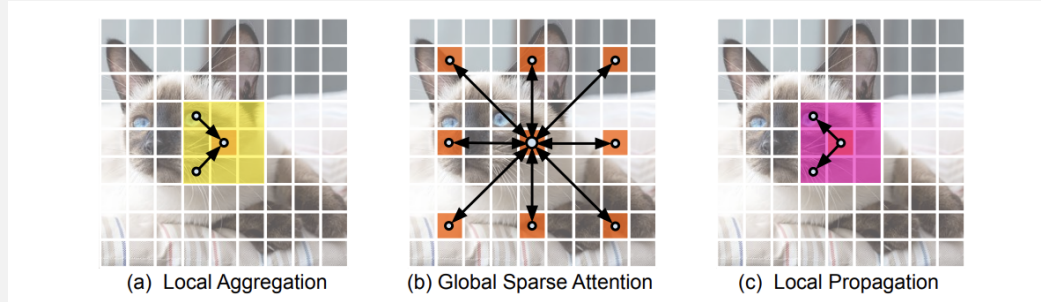 (a) Local Aggregation
(b) Global Sparse Attention
(c) Local Propagation